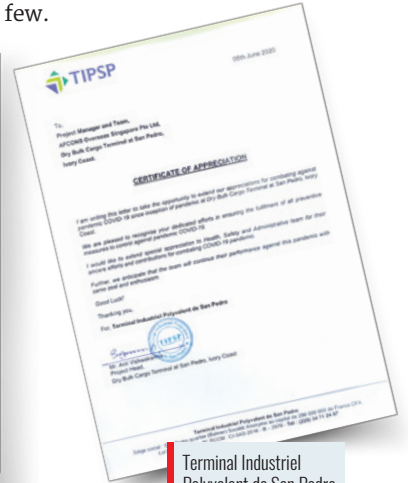 few.
TIPSP
06th June 2020
To,
Project Manager and Team,
AFCONS Overseas Singapore Pte Ltd,
Dry Bulk Cargo Terminal at San Pedro,
Ivory Coast.
CERTIFICATE OF APPRECIATION
I am writing this letter to take the opportunity to extend our appreciations for combating against
pandemic COVID-19 since inception of pandemic at Dry Bulk Cargo Terminal at San Pedro, Ivory
Coast.
We are pleased to recognize your dedicated efforts in ensuring the fulfilment of all preventive
measures to control against pandemic COVID-19.
I would like to extend special appreciation to Health, Safety and Administrative team for their
sincere efforts and contributions for combating COVID-19 pandemic.
Further, we anticipate that the team will continue their performance against this pandemic with
same zeal and enthusiasm.
Good Luck!
Thanking you,
For, Terminal Industriel Polyvalent de San Pedro
TIPSP
Project Head,
Dry Bulk Cargo Terminal at San Pedro, Ivory Coast
Terminal Industriel Polyvalent de San Pedro
Terminal Industriel
Polyvalent de San Pedro